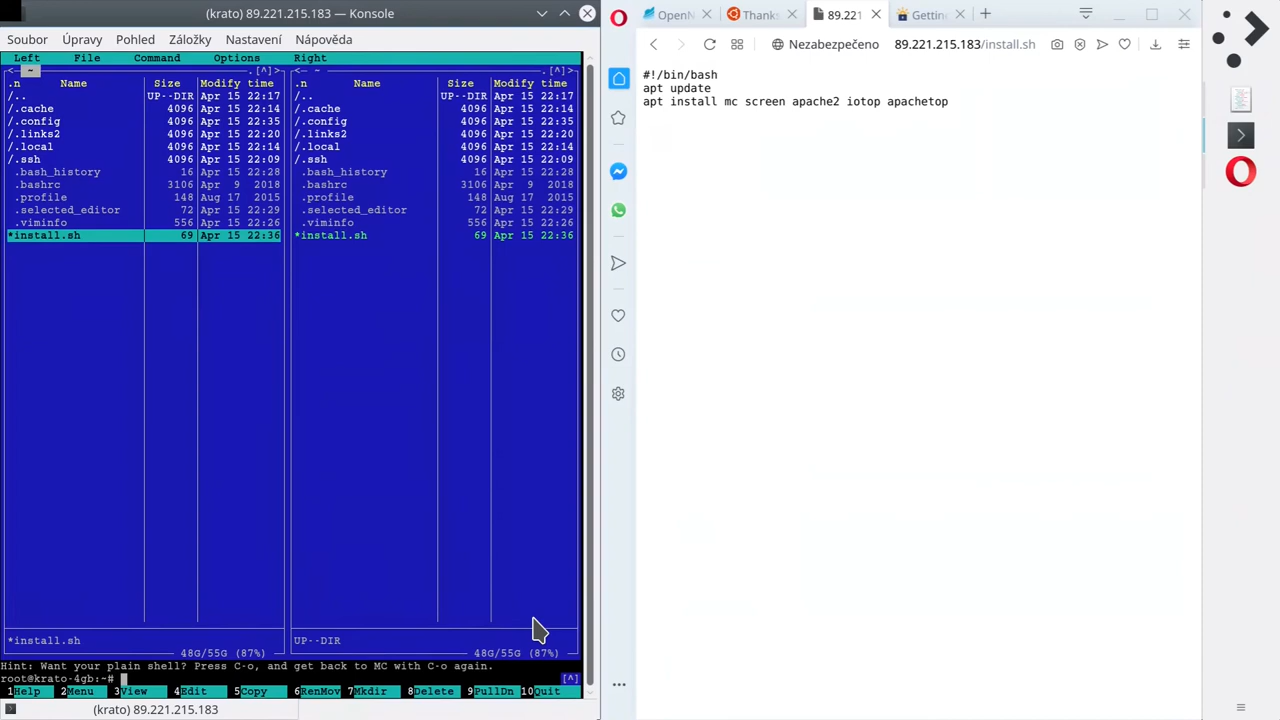 (krato) 89.221.215.183 — Konsole
Soubor Úpravy Pohled Záložky Nastavení Nápověda
Left File Command Options Right
<- ~ .[^]> <- ~ .[^]>
.n Name Size Modify time .n Name Size Modify time
/.. UP--DIR Apr 15 22:17 /.. UP--DIR Apr 15 22:17
/.cache 4096 Apr 15 22:14 /.cache 4096 Apr 15 22:14
/.config 4096 Apr 15 22:35 /.config 4096 Apr 15 22:35
/.links2 4096 Apr 15 22:20 /.links2 4096 Apr 15 22:20
/.local 4096 Apr 15 22:14 /.local 4096 Apr 15 22:14
/.ssh 4096 Apr 15 22:09 /.ssh 4096 Apr 15 22:09
.bash_history 16 Apr 15 22:28 .bash_history 16 Apr 15 22:28
.bashrc 3106 Apr 9 2018 .bashrc 3106 Apr 9 2018
.profile 148 Aug 17 2015 .profile 148 Aug 17 2015
.selected_editor 72 Apr 15 22:29 .selected_editor 72 Apr 15 22:29
.viminfo 556 Apr 15 22:26 .viminfo 556 Apr 15 22:26
*install.sh 69 Apr 15 22:36 *install.sh 69 Apr 15 22:36
*install.sh UP--DIR
48G/55G (87%) 48G/55G (87%)
Hint: Want your plain shell? Press C-o, and get back to MC with C-o again.
root@krato-4gb:~# [^]
1Help 2Menu 3View 4Edit 5Copy 6RenMov 7Mkdir 8Delete 9PullDn 10Quit
(krato) 89.221.215.183
OpenN Thanks 89.221 Gettin
Nezabezpečeno 89.221.215.183/install.sh
#!/bin/bash
apt update
apt install mc screen apache2 iotop apachetop